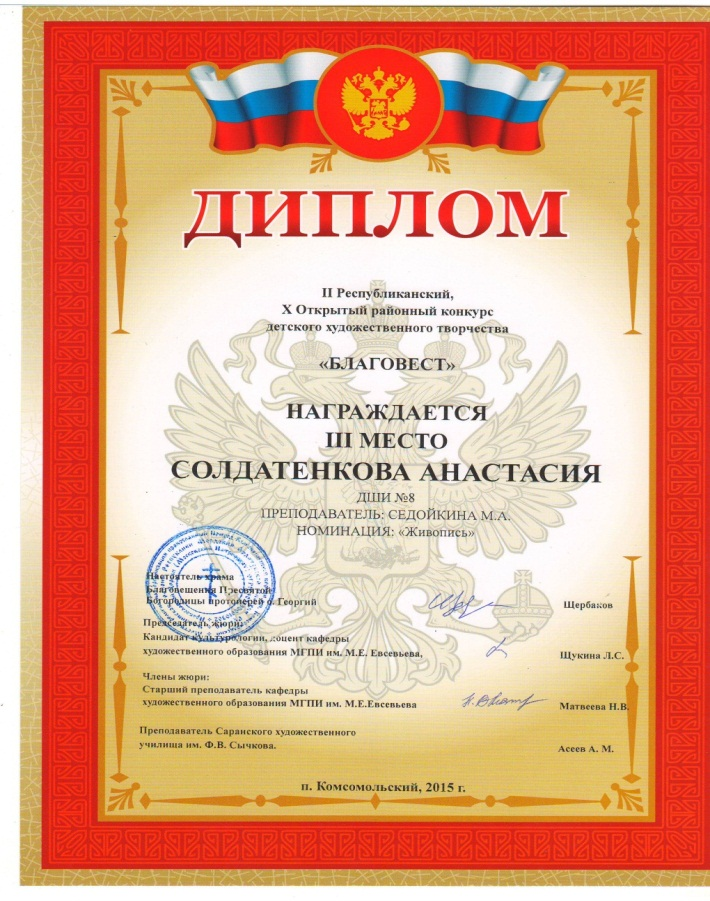 ДИПЛОМ
II Республиканский,
X Открытый районный конкурс
детского художественного творчества
«БЛАГОВЕСТ»
НАГРАЖДАЕТСЯ
III МЕСТО
СОЛДАТЕНКОВА АНАСТАСИЯ
ДШИ №8
ПРЕПОДАВАТЕЛЬ: СЕДОЙКИНА М.А.
НОМИНАЦИЯ: «Живопись»
Настоятель храма
Благовещения Пресвятой
Богородицы протоиерей о. Георгий Щербаков
Председатель жюри:
Кандидат культурологии, доцент кафедры
художественного образования МГПИ им. М.Е. Евсевьева. Щукина Л.С.
Члены жюри:
Старший преподаватель кафедры
художественного образования МГПИ им. М.Е.Евсевьева Матвеева Н.В.
Преподаватель Саранского художественного
училища им. Ф.В. Сычкова. Асеев А. М.
п. Комсомольский, 2015 г.